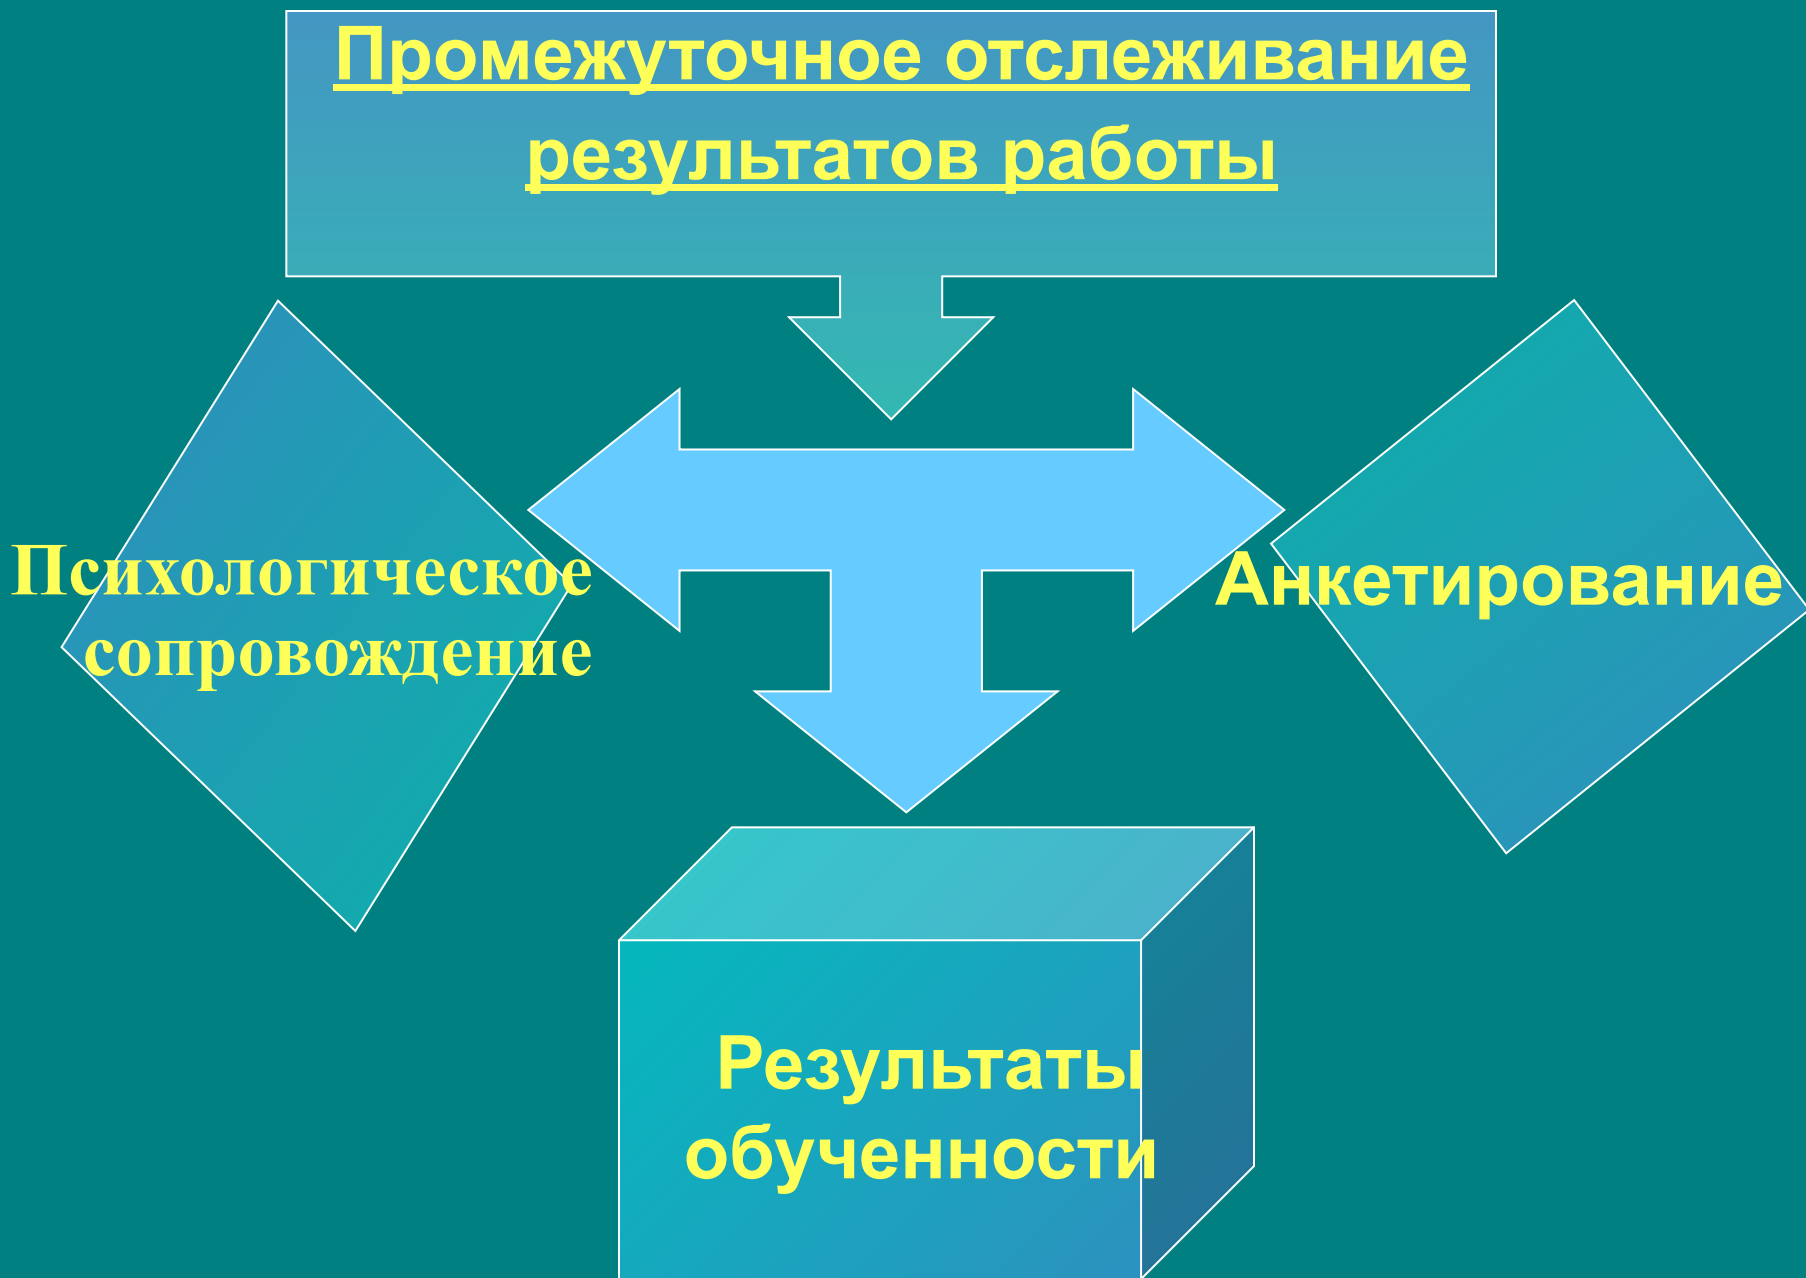 Промежуточное отслеживание
результатов работы
Психологическое
сопровождение
Анкетирование
Результаты
обученности